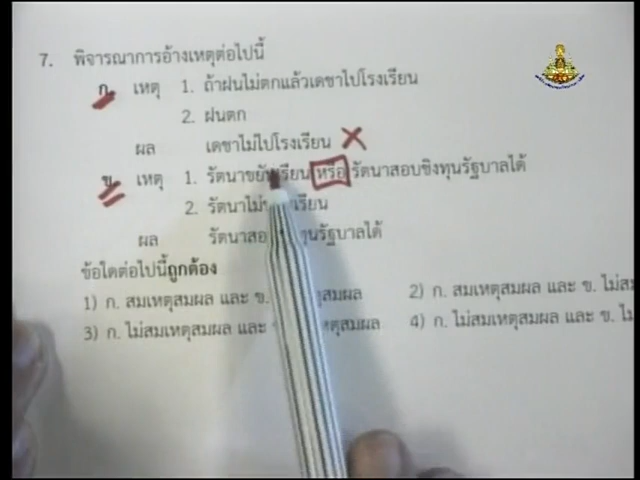 7. พิจารณาการอ้างเหตุต่อไปนี้
ก. เหตุ 1. ถ้าฝนไม่ตกแล้วเดชาไปโรงเรียน
2. ฝนตก
ผล เดชาไม่ไปโรงเรียน
ข. เหตุ 1. รัตนาขยันเรียน หรือ รัตนาสอบชิงทุนรัฐบาลได้
2. รัตนาไม่ เรียน
ผล รัตนาสอบ ทุนรัฐบาลได้
ข้อใดต่อไปนี้ถูกต้อง
1) ก. สมเหตุสมผล และ ข. สมผล 2) ก. สมเหตุสมผล และ ข. ไม่
3) ก. ไม่สมเหตุสมผล และ สมผล 4) ก. ไม่สมเหตุสมผล และ ข. ไม่